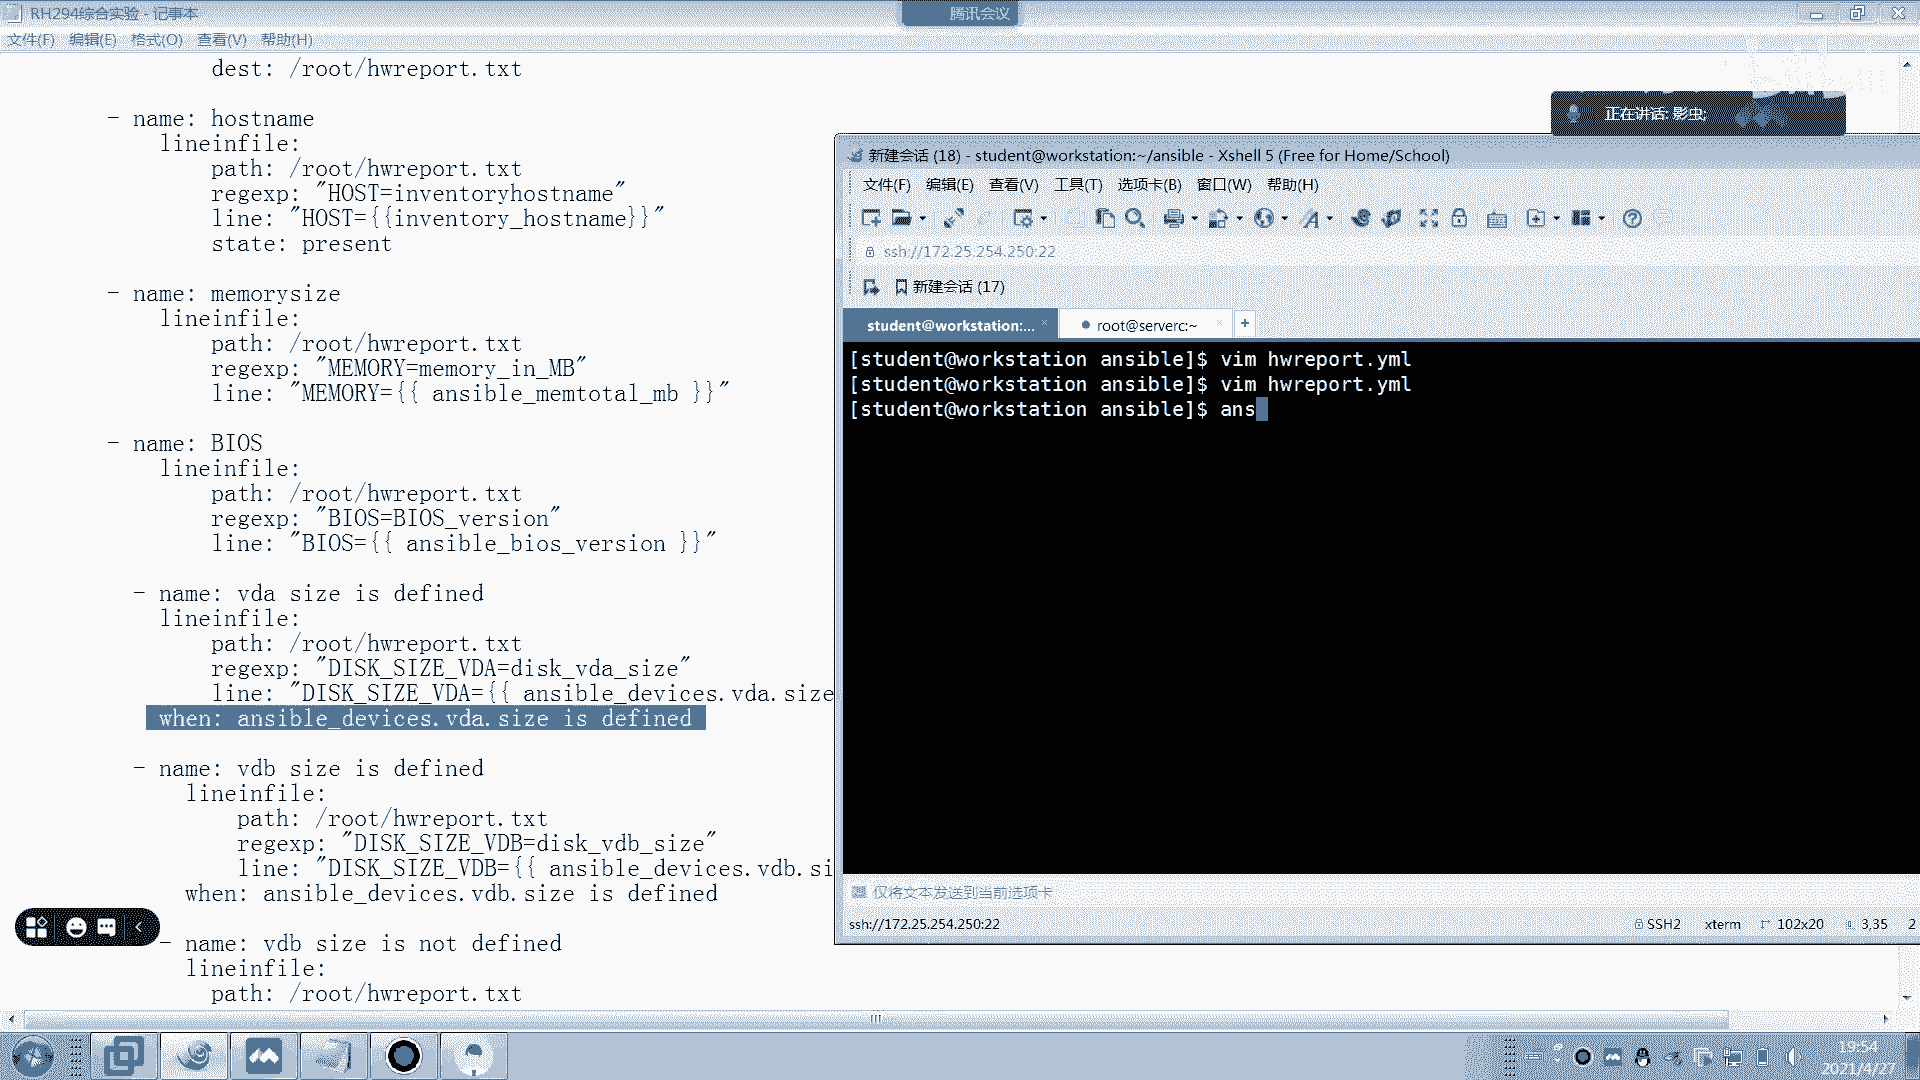 RH294综合实验 - 记事本
腾讯会议
文件(F) 编辑(E) 格式(O) 查看(V) 帮助(H)
dest: /root/hwreport.txt
- name: hostname
lineinfile:
path: /root/hwreport.txt
regexp: "HOST=inventoryhostname"
line: "HOST={{inventory_hostname}}"
state: present
- name: memorysize
lineinfile:
path: /root/hwreport.txt
regexp: "MEMORY=memory_in_MB"
line: "MEMORY={{ ansible_memtotal_mb }}"
- name: BIOS
lineinfile:
path: /root/hwreport.txt
regexp: "BIOS=BIOS_version"
line: "BIOS={{ ansible_bios_version }}"
- name: vda size is defined
lineinfile:
path: /root/hwreport.txt
regexp: "DISK_SIZE_VDA=disk_vda_size"
line: "DISK_SIZE_VDA={{ ansible_devices.vda.size
when: ansible_devices.vda.size is defined
- name: vdb size is defined
lineinfile:
path: /root/hwreport.txt
regexp: "DISK_SIZE_VDB=disk_vdb_size"
line: "DISK_SIZE_VDB={{ ansible_devices.vdb.si
when: ansible_devices.vdb.size is defined
- name: vdb size is not defined
lineinfile:
path: /root/hwreport.txt
正在讲话: 影虫;
新建会话 (18) - student@workstation:~/ansible - Xshell 5 (Free for Home/School)
文件(F) 编辑(E) 查看(V) 工具(T) 选项卡(B) 窗口(W) 帮助(H)
ssh://172.25.254.250:22
新建会话 (17)
student@workstation:... × root@serverc:~ × +
[student@workstation ansible]$ vim hwreport.yml
[student@workstation ansible]$ vim hwreport.yml
[student@workstation ansible]$ ans
仅将文本发送到当前选项卡
ssh://172.25.254.250:22 SSH2 xterm 102x20 3,35 2
19:54
2021/4/27